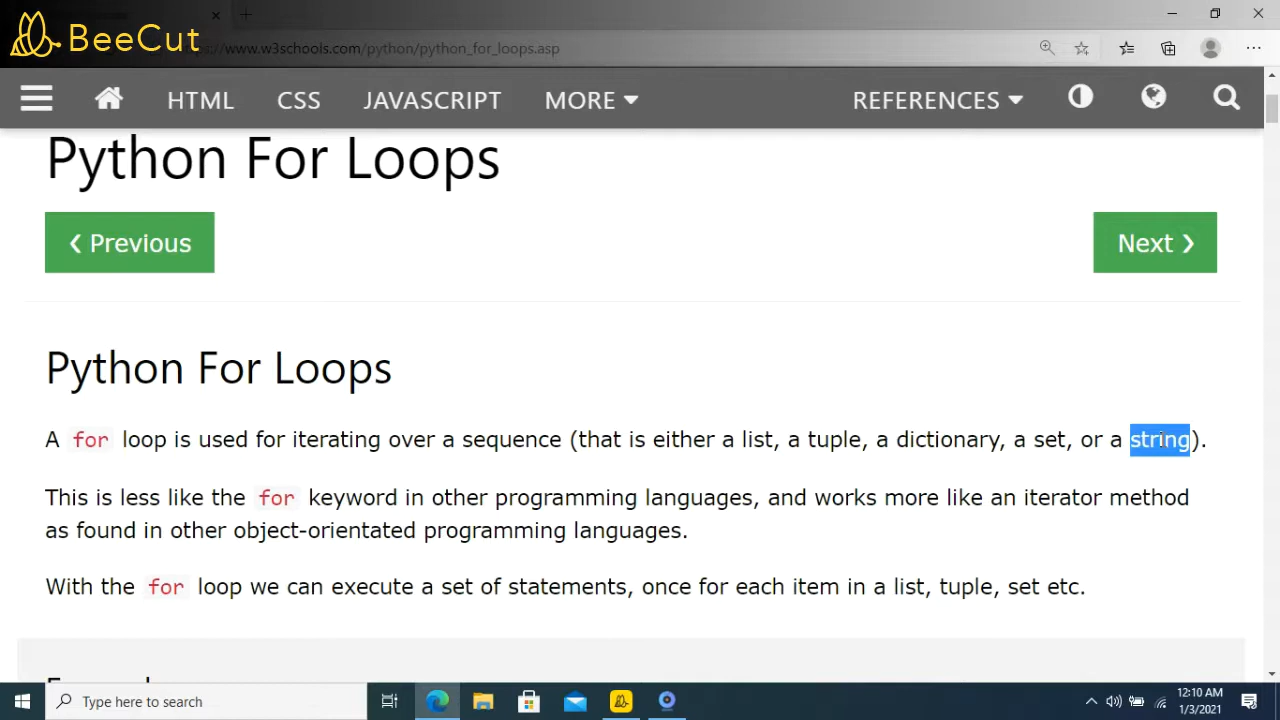 BeeCut
www.w3schools.com/python/python_for_loops.asp
HTML CSS JAVASCRIPT MORE REFERENCES
Python For Loops
❮ Previous Next ❯
Python For Loops
A for loop is used for iterating over a sequence (that is either a list, a tuple, a dictionary, a set, or a string).
This is less like the for keyword in other programming languages, and works more like an iterator method
as found in other object-orientated programming languages.
With the for loop we can execute a set of statements, once for each item in a list, tuple, set etc.
Type here to search
12:10 AM
1/3/2021